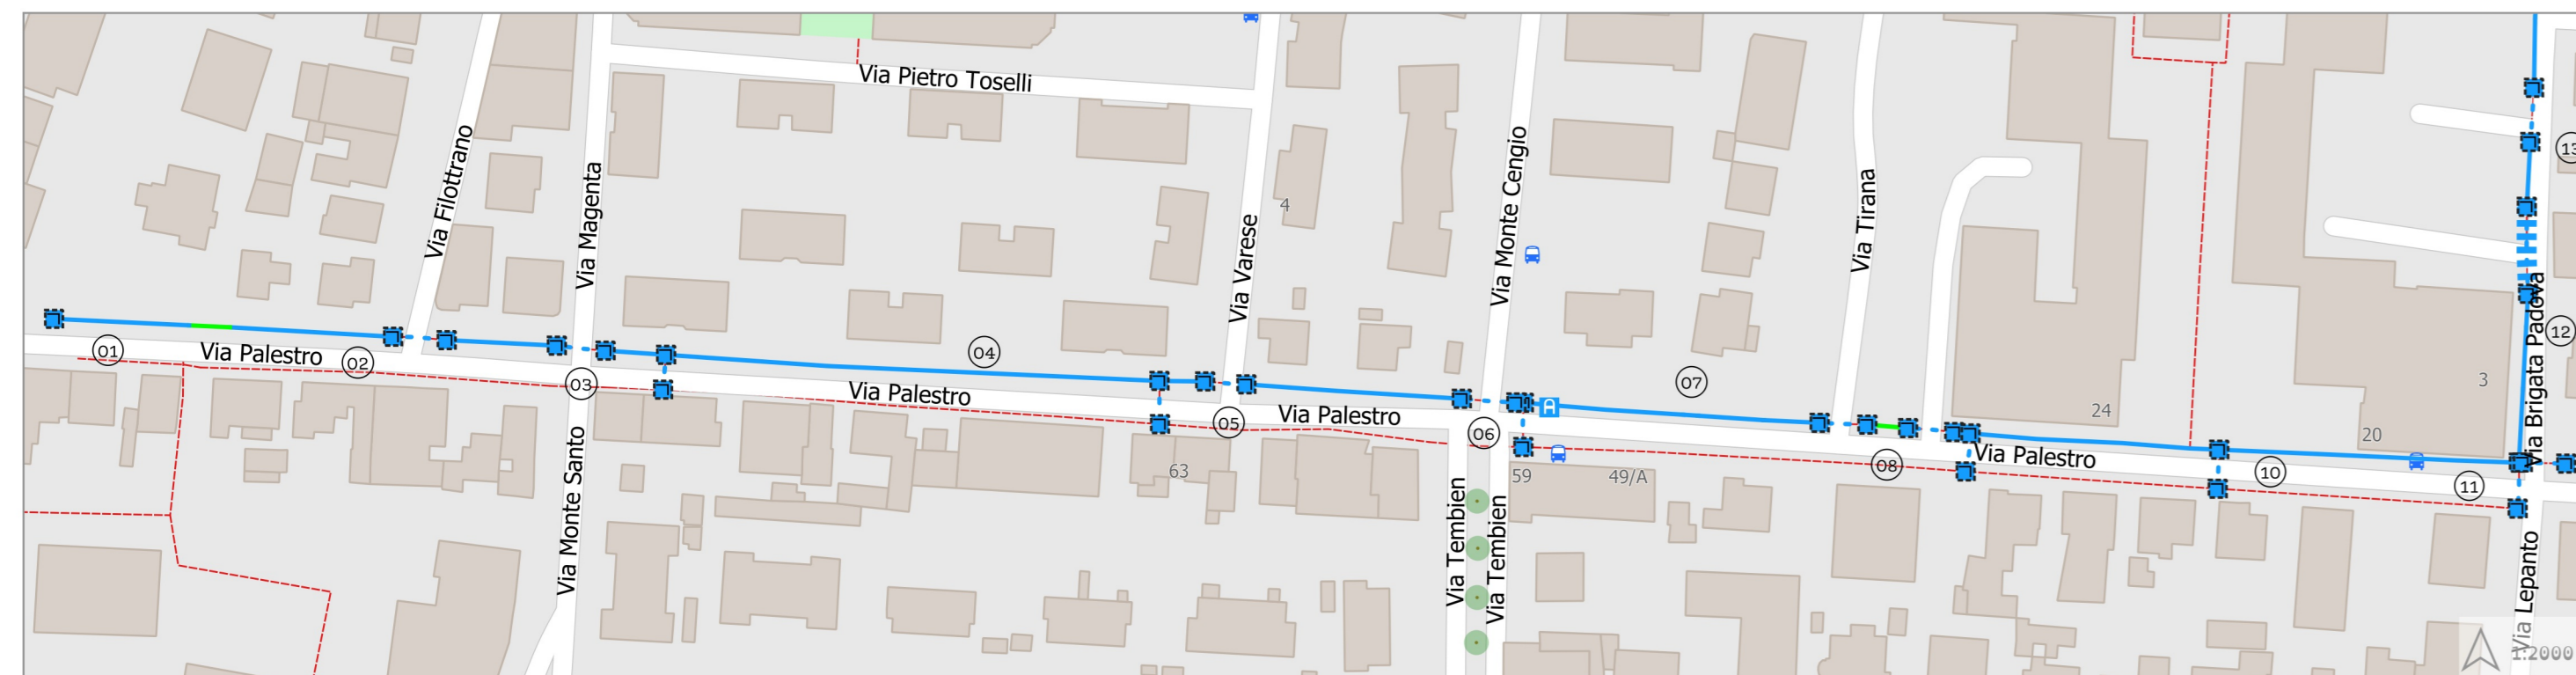 Via Pietro Toselli
Via Filottrano
Via Magenta
Via Varese
Via Monte Cengio
Via Tirana
Via Brigata Padova
13
4
12
3
01
Via Palestro
02
03
04
Via Palestro
05
Via Palestro
06
07
08
24
20
Via Palestro
10
11
63
59
49/A
Via Monte Santo
Via Tembien
Via Tembien
Via Lepanto
A
1:2000